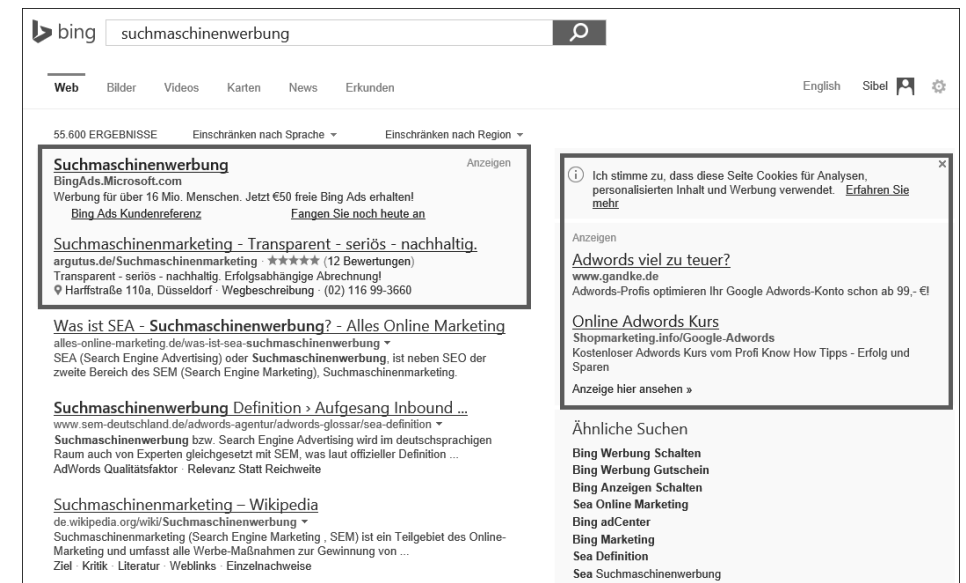 bing suchmaschinenwerbung
Web Bilder Videos Karten News Erkunden English Sibel
55.600 ERGEBNISSE Einschränken nach Sprache Einschränken nach Region
Suchmaschinenwerbung Anzeigen
BingAds.Microsoft.com
Werbung für über 16 Mio. Menschen. Jetzt €50 freie Bing Ads erhalten!
Bing Ads Kundenreferenz Fangen Sie noch heute an
Suchmaschinenmarketing - Transparent - seriös - nachhaltig.
argutus.de/Suchmaschinenmarketing · ★★★★★ (12 Bewertungen)
Transparent - seriös - nachhaltig. Erfolgsabhängige Abrechnung!
Harffstraße 110a, Düsseldorf · Wegbeschreibung · (02) 116 99-3660
Was ist SEA - Suchmaschinenwerbung? - Alles Online Marketing
alles-online-marketing.de/was-ist-sea-suchmaschinenwerbung
SEA (Search Engine Advertising) oder Suchmaschinenwerbung, ist neben SEO der
zweite Bereich des SEM (Search Engine Marketing), Suchmaschinenmarketing.
Suchmaschinenwerbung Definition › Aufgesang Inbound ...
www.sem-deutschland.de/adwords-agentur/adwords-glossar/sea-definition
Suchmaschinenwerbung bzw. Search Engine Advertising wird im deutschsprachigen
Raum auch von Experten gleichgesetzt mit SEM, was laut offizieller Definition ...
AdWords Qualitätsfaktor · Relevanz Statt Reichweite
Suchmaschinenmarketing – Wikipedia
de.wikipedia.org/wiki/Suchmaschinenwerbung
Suchmaschinenmarketing (Search Engine Marketing , SEM) ist ein Teilgebiet des Online-
Marketing und umfasst alle Werbe-Maßnahmen zur Gewinnung von ...
Ziel · Kritik · Literatur · Weblinks · Einzelnachweise
Ich stimme zu, dass diese Seite Cookies für Analysen,
personalisierten Inhalt und Werbung verwendet. Erfahren Sie
mehr
Anzeigen
Adwords viel zu teuer?
www.gandke.de
Adwords-Profis optimieren Ihr Google Adwords-Konto schon ab 99,- €!
Online Adwords Kurs
Shopmarketing.info/Google-Adwords
Kostenloser Adwords Kurs vom Profi Know How Tipps - Erfolg und
Sparen
Anzeige hier ansehen »
Ähnliche Suchen
Bing Werbung Schalten
Bing Werbung Gutschein
Bing Anzeigen Schalten
Sea Online Marketing
Bing adCenter
Bing Marketing
Sea Definition
Sea Suchmaschinenwerbung